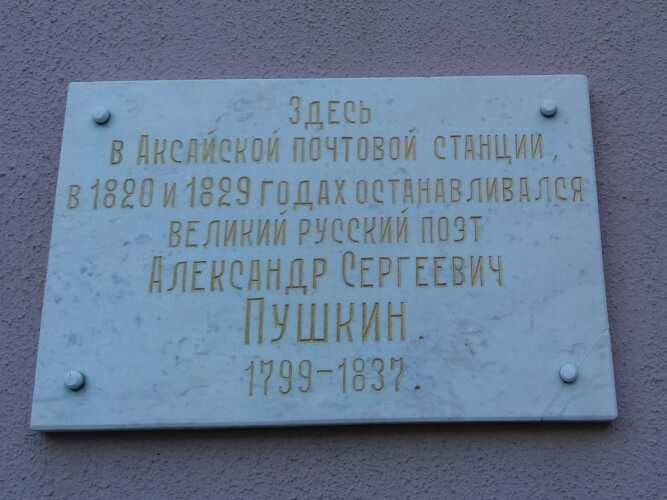 Здесь
в Аксайской почтовой станции,
в 1820 и 1829 годах останавливался
великий русский поэт
Александр Сергеевич
Пушкин.
1799-1837.